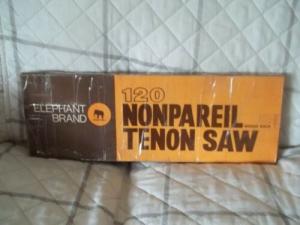 ELEPHANT
BRAND
120
NONPAREIL
TENON SAW